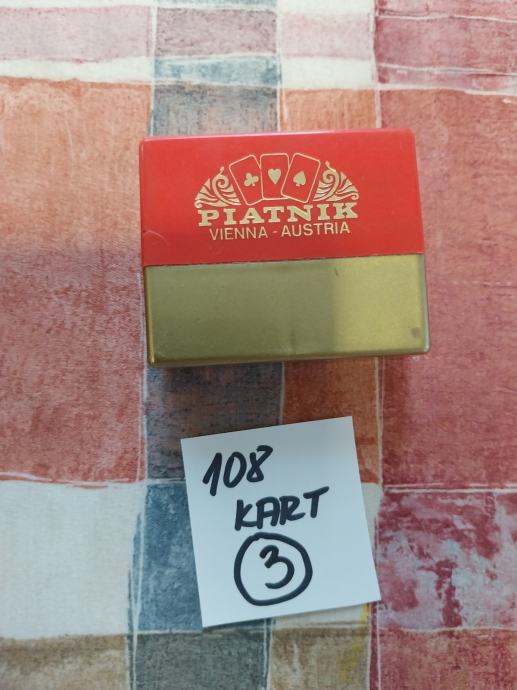 PIATNIK
VIENNA - AUSTRIA
108
KART
3